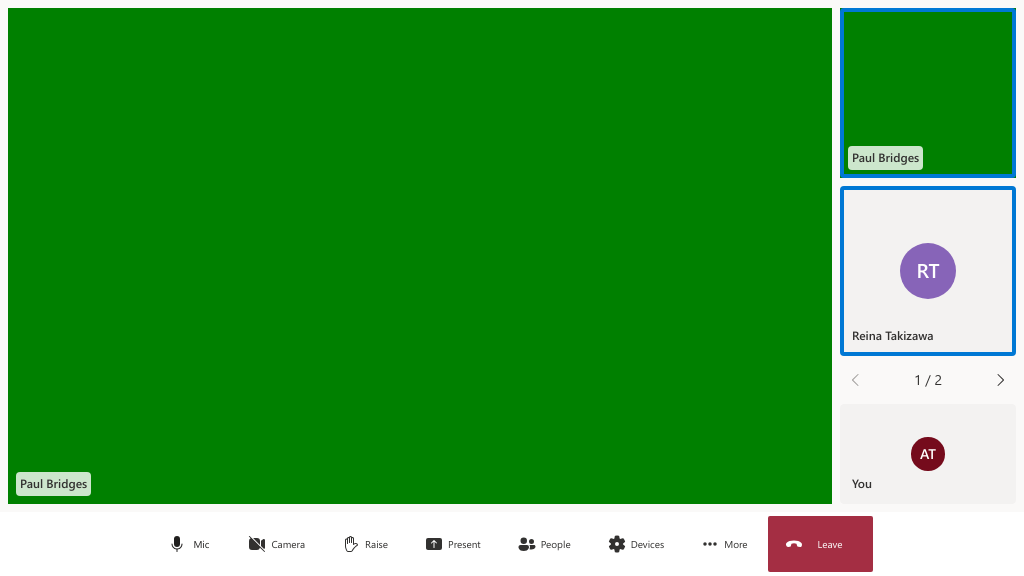 Paul Bridges
Paul Bridges
RT
Reina Takizawa
1 / 2
AT
You
Mic
Camera
Raise
Present
People
Devices
More
Leave